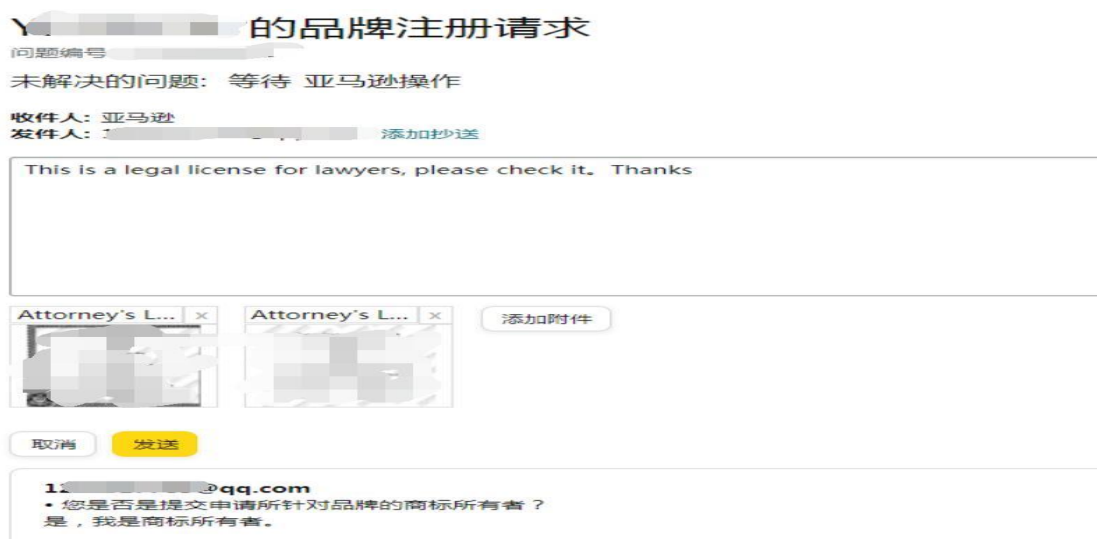 的品牌注册请求
问题编号
未解决的问题: 等待 亚马逊操作
收件人: 亚马逊
发件人: 添加抄送
This is a legal license for lawyers, please check it。Thanks
Attorney's L... × Attorney's L... × 添加附件
取消 发送
@qq.com
• 您是否是提交申请所针对品牌的商标所有者？
是，我是商标所有者。